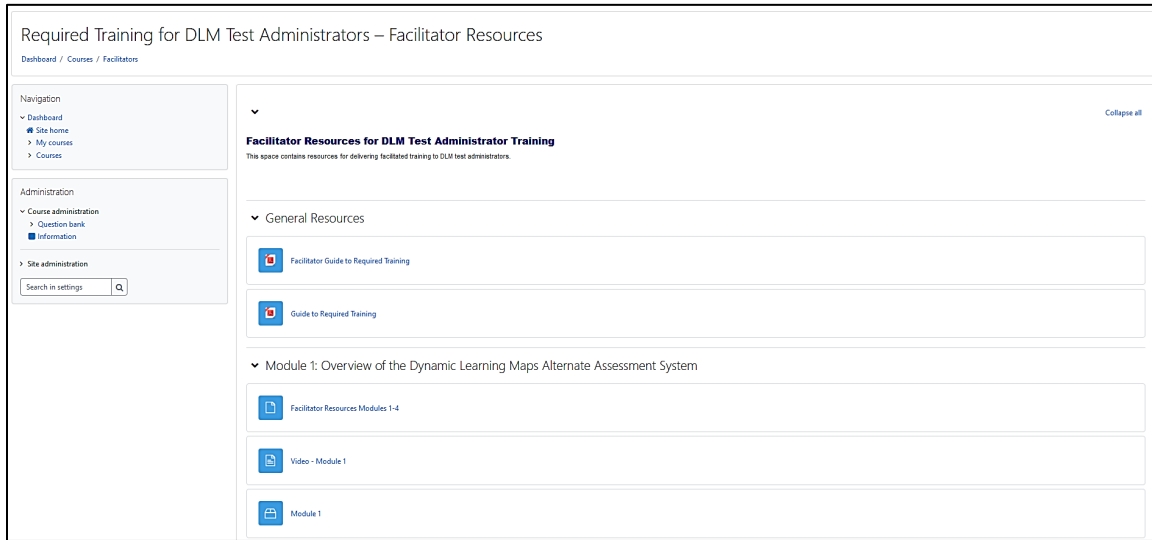 Required Training for DLM Test Administrators – Facilitator Resources
Dashboard / Courses / Facilitators
Navigation
Dashboard
Site home
My courses
Courses
Administration
Course administration
Question bank
Information
Site administration
Search in settings
Collapse all
Facilitator Resources for DLM Test Administrator Training
This space contains resources for delivering facilitated training to DLM test administrators.
General Resources
Facilitator Guide to Required Training
Guide to Required Training
Module 1: Overview of the Dynamic Learning Maps Alternate Assessment System
Facilitator Resources Modules 1-4
Video - Module 1
Module 1